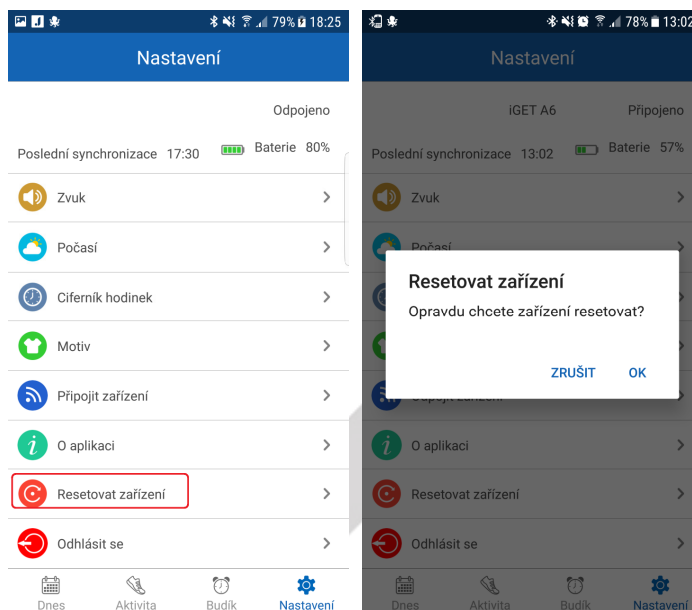 79% 18:25
Nastavení
Odpojeno
Poslední synchronizace 17:30 Baterie 80%
Zvuk
Počasí
Ciferník hodinek
Motiv
Připojit zařízení
O aplikaci
Resetovat zařízení
Odhlásit se
Dnes Aktivita Budík Nastavení
78% 13:02
Nastavení
iGET A6 Připojeno
Poslední synchronizace 13:02 Baterie 57%
Zvuk
Počasí
Resetovat zařízení
Opravdu chcete zařízení resetovat?
ZRUŠIT OK
Odpojit zařízení
O aplikaci
Resetovat zařízení
Odhlásit se
Dnes Aktivita Budík Nastavení